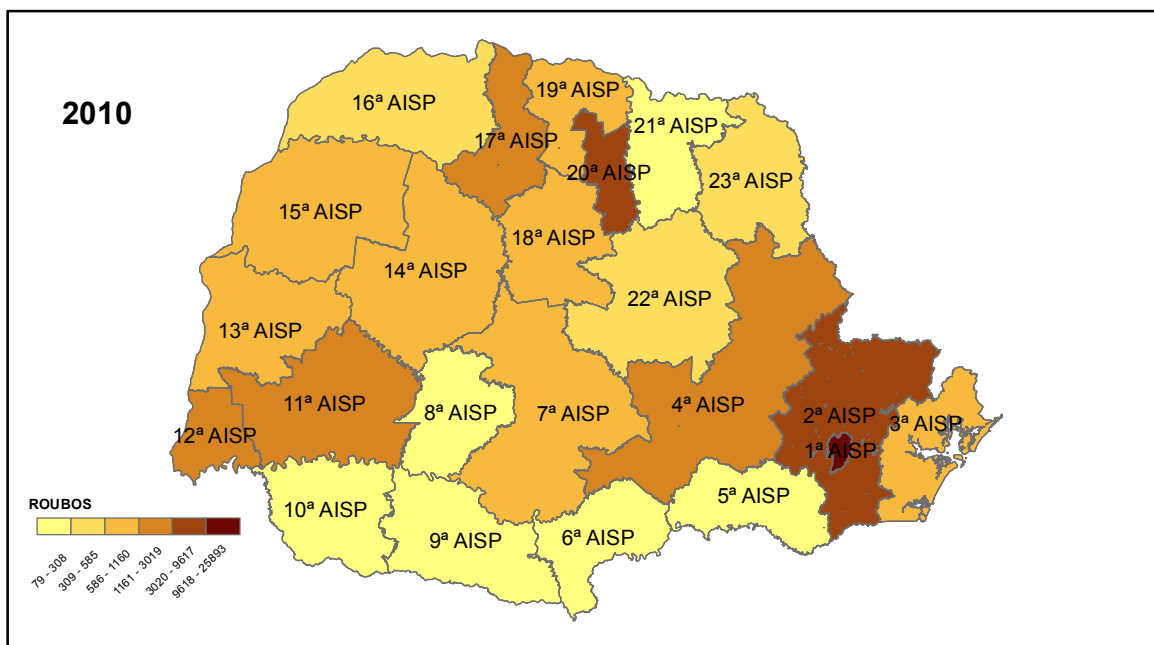 2010
16ª AISP
19ª AISP
17ª AISP
21ª AISP
20ª AISP
23ª AISP
15ª AISP
18ª AISP
14ª AISP
22ª AISP
13ª AISP
11ª AISP
8ª AISP
7ª AISP
4ª AISP
2ª AISP
3ª AISP
12ª AISP
1ª AISP
5ª AISP
10ª AISP
9ª AISP
6ª AISP
ROUBOS
79 - 308
309 - 585
586 - 1160
1161 - 3019
3020 - 9617
9618 - 25893